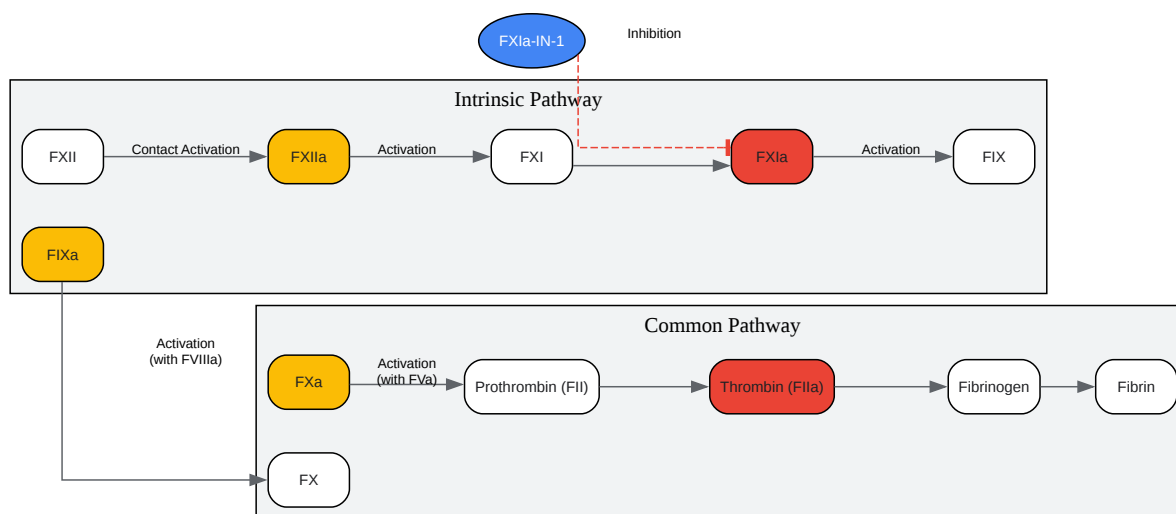 FXIa-IN-1
Inhibition
Intrinsic Pathway
FXII
Contact Activation
FXIIa
Activation
FXI
FXIa
Activation
FIX
FIXa
Activation
(with FVIIIa)
Common Pathway
FXa
Activation
(with FVa)
Prothrombin (FII)
Thrombin (FIIa)
Fibrinogen
Fibrin
FX